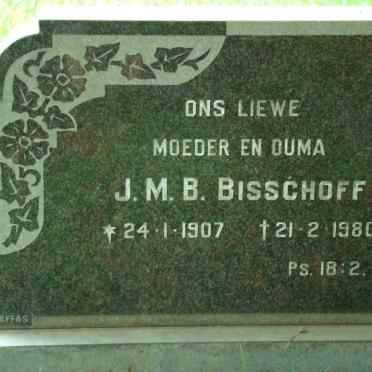 ONS LIEWE
MOEDER EN OUMA
J. M. B. BISSCHOFF
* 24·1·1907 †21·2·1980
Ps. 18:2.